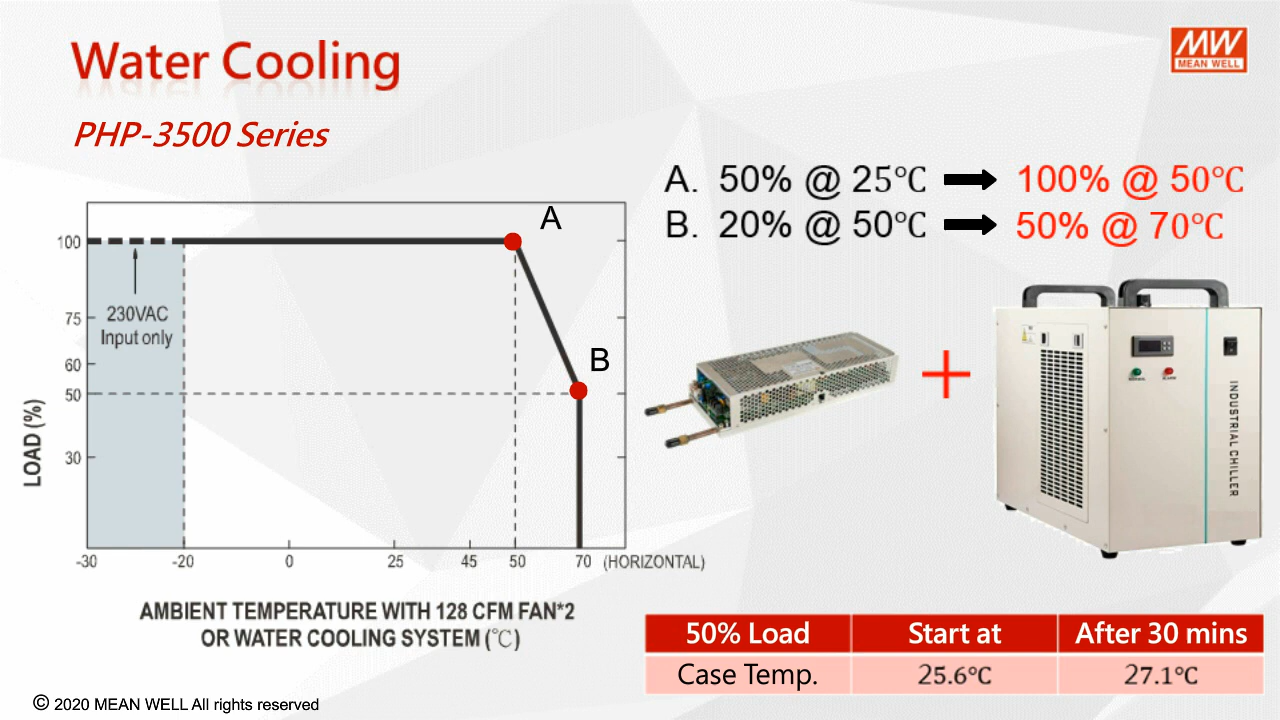 Water Cooling
MW
MEAN WELL
PHP-3500 Series
A. 50% @ 25℃ 100% @ 50℃
B. 20% @ 50℃ 50% @ 70℃
A
B
100
75
60
50
30
230VAC
Input only
LOAD (%)
-30 -20 0 25 45 50 70 (HORIZONTAL)
AMBIENT TEMPERATURE WITH 128 CFM FAN*2
OR WATER COOLING SYSTEM (℃)
INDUSTRIAL CHILLER
50% Load Start at After 30 mins
Case Temp. 25.6℃ 27.1℃
© 2020 MEAN WELL All rights reserved